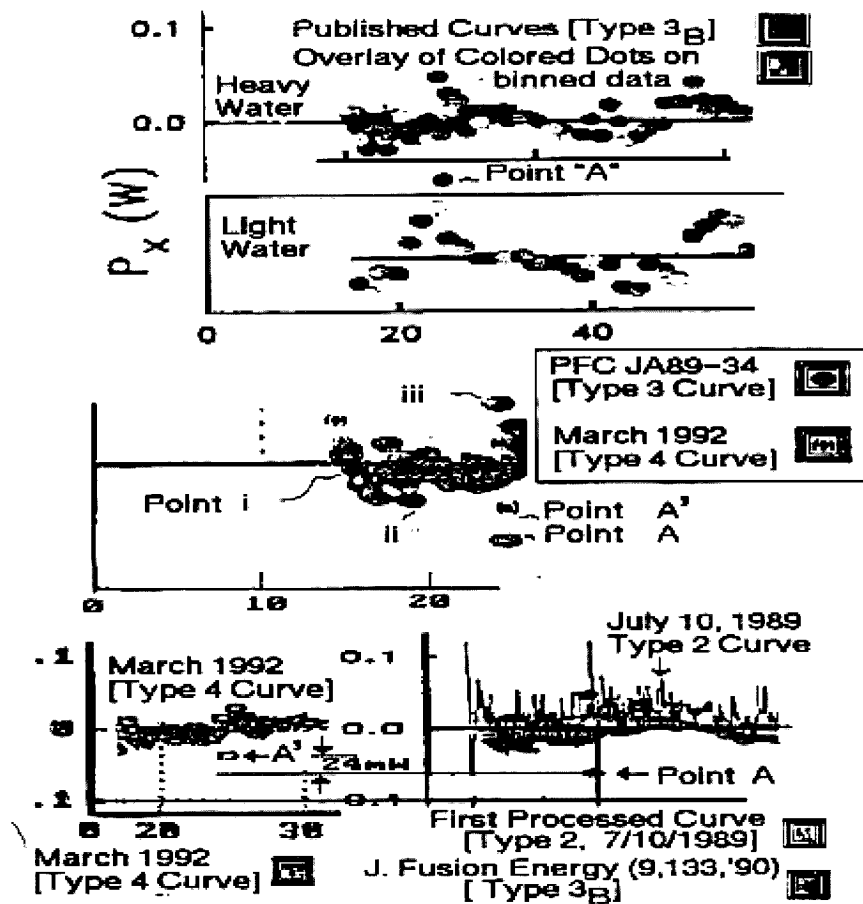 0.1
Published Curves [Type 3B]
Overlay of Colored Dots on
binned data
Heavy
Water
0.0
Point "A"
Px (W)
Light
Water
0 20 40
PFC JA89-34
[Type 3 Curve]
March 1992
[Type 4 Curve]
iii
Point i
ii
Point A'
Point A
0 10 20
July 10, 1989
Type 2 Curve
.1
March 1992
[Type 4 Curve]
0.1
0
0.0
A'
24mW
Point A
.1
0.1
0 20 30
First Processed Curve
[Type 2, 7/10/1989]
March 1992
[Type 4 Curve]
J. Fusion Energy (9,133,'90)
[ Type 3B]